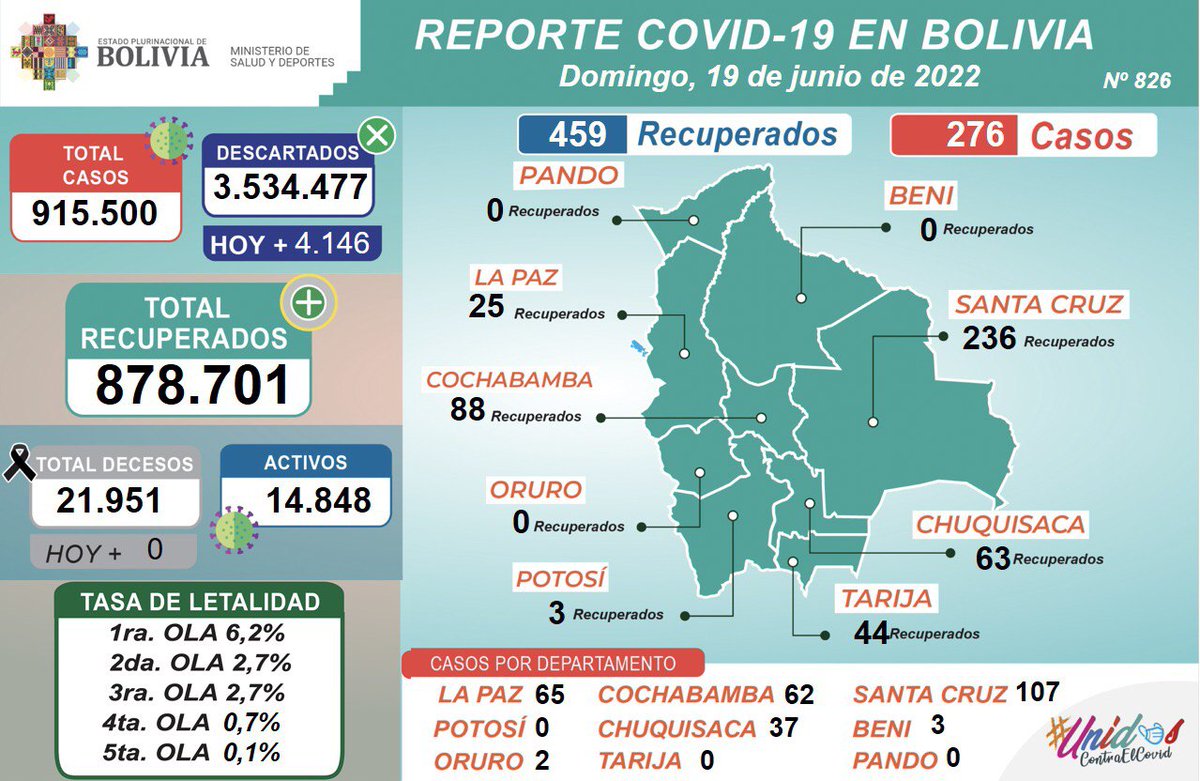 ESTADO PLURINACIONAL DE
BOLIVIA
MINISTERIO DE
SALUD Y DEPORTES
REPORTE COVD-19 EN BOLIVIA
Domingo, 19 de junio de 2022
Nº 826
TOTAL
CASOS
915.500
DESCARTADOS
3.534.477
HOY + 4.146
TOTAL
RECUPERADOS
878.701
TOTAL DECESOS
21.951
HOY + 0
ACTIVOS
14.848
TASA DE LETALIDAD
1ra. OLA 6,2%
2da. OLA 2,7%
3ra. OLA 2,7%
4ta. OLA 0,7%
5ta. OLA 0,1%
459 Recuperados
276 Casos
PANDO
0 Recuperados
BENI
0 Recuperados
LA PAZ
25 Recuperados
SANTA CRUZ
236 Recuperados
COCHABAMBA
88 Recuperados
ORURO
0 Recuperados
CHUQUISACA
63 Recuperados
POTOSÍ
3 Recuperados
TARIJA
44 Recuperados
CASOS POR DEPARTAMENTO
LA PAZ 65 COCHABAMBA 62 SANTA CRUZ 107
POTOSÍ 0 CHUQUISACA 37 BENI 3
ORURO 2 TARIJA 0 PANDO 0
#Unidos
ContraElCovid